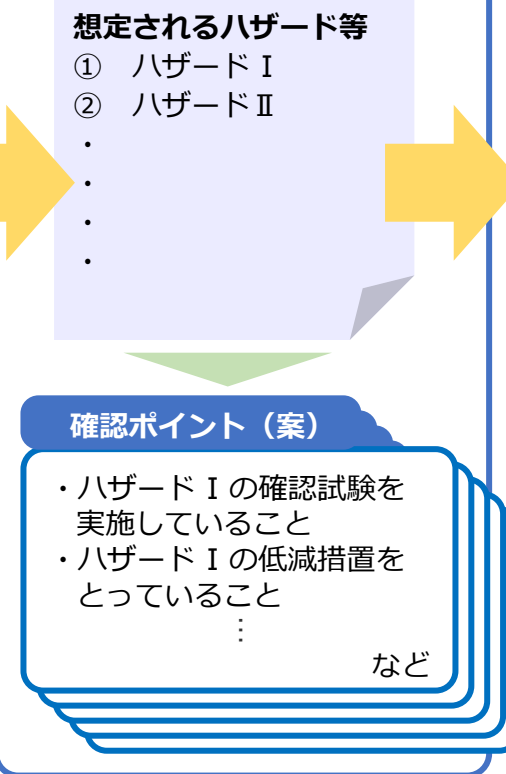 想定されるハザード等
① ハザードⅠ
② ハザードⅡ
・
・
・
・
確認ポイント（案）
・ハザードⅠの確認試験を
実施していること
・ハザードⅠの低減措置を
とっていること
⋮
など